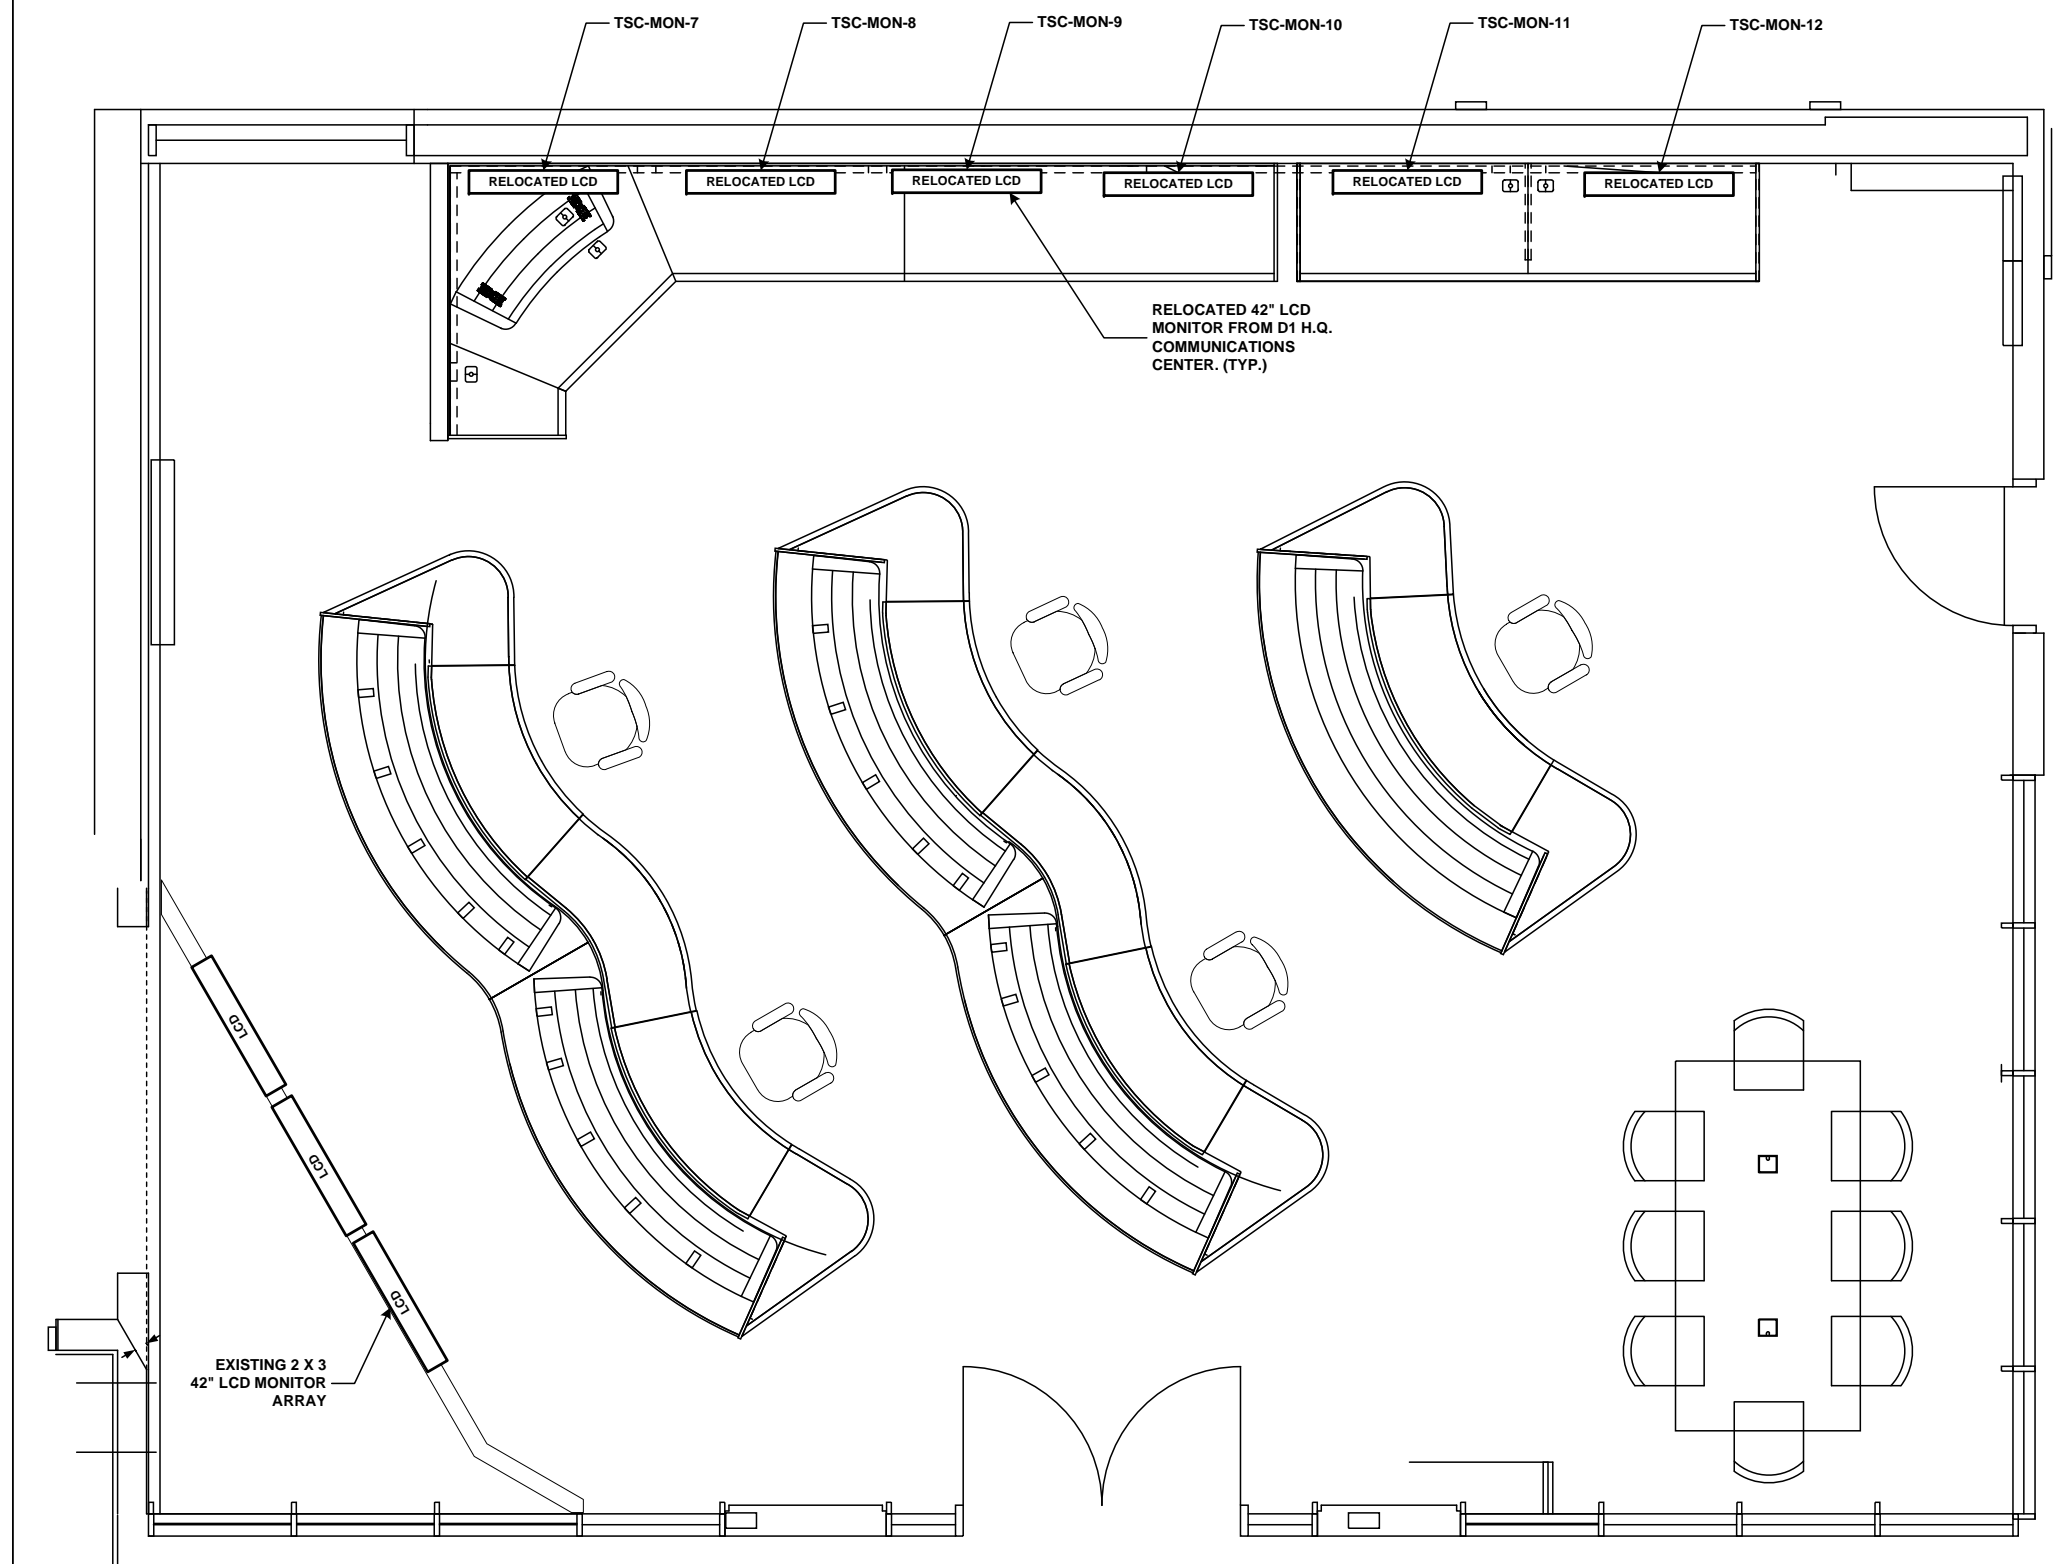 TSC-MON-7
TSC-MON-8
TSC-MON-9
TSC-MON-10
TSC-MON-11
TSC-MON-12
RELOCATED LCD
RELOCATED LCD
RELOCATED LCD
RELOCATED LCD
RELOCATED LCD
RELOCATED LCD
RELOCATED 42" LCD
MONITOR FROM D1 H.Q.
COMMUNICATIONS
CENTER. (TYP.)
LCD
LCD
LCD
EXISTING 2 X 3
42" LCD MONITOR
ARRAY